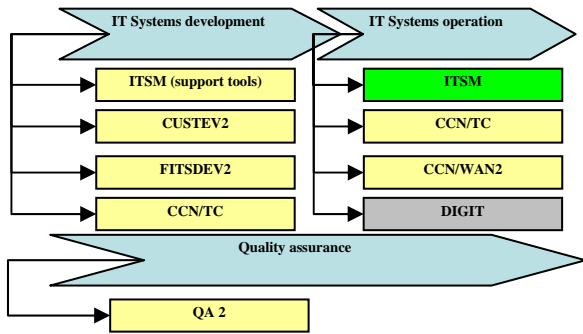 IT Systems development
IT Systems operation
ITSM (support tools)
ITSM
CUSTEV2
CCN/TC
FITSDEV2
CCN/WAN2
CCN/TC
DIGIT
Quality assurance
QA 2